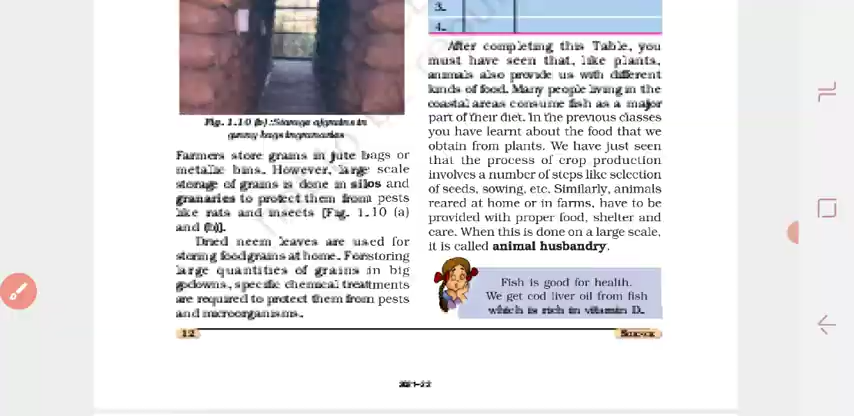 Fig. 1.10 (b) : Storage of grains in
gunny bags in granaries
Farmers store grains in jute bags or
metallic bins. However, large scale
storage of grains is done in silos and
granaries to protect them from pests
like rats and insects [Fig. 1.10 (a)
and (b)].
Dried neem leaves are used for
storing food grains at home. For storing
large quantities of grains in big
godowns, specific chemical treatments
are required to protect them from pests
and microorganisms.
3.
4.
After completing this Table, you
must have seen that, like plants,
animals also provide us with different
kinds of food. Many people living in the
coastal areas consume fish as a major
part of their diet. In the previous classes
you have learnt about the food that we
obtain from plants. We have just seen
that the process of crop production
involves a number of steps like selection
of seeds, sowing, etc. Similarly, animals
reared at home or in farms, have to be
provided with proper food, shelter and
care. When this is done on a large scale,
it is called animal husbandry.
Fish is good for health.
We get cod liver oil from fish
which is rich in vitamin D.
12
Science
2021-22